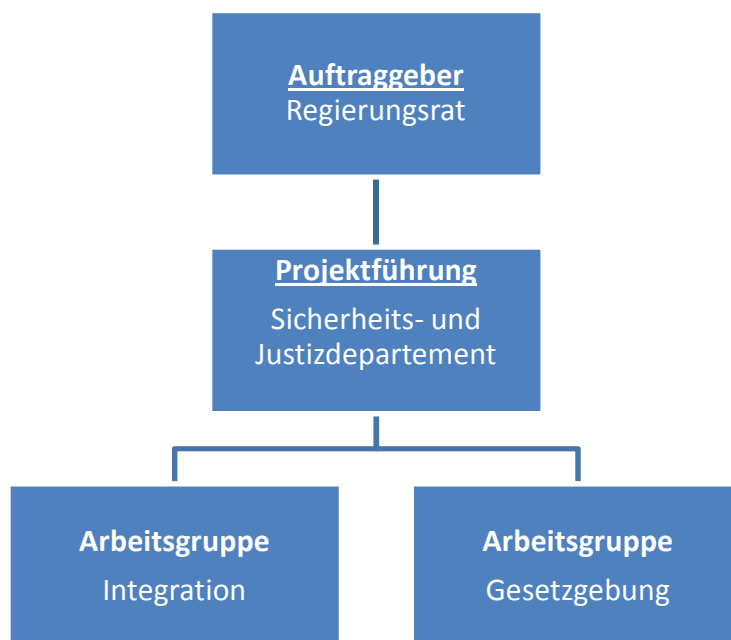 Auftraggeber
Regierungsrat
Projektführung
Sicherheits- und
Justizdepartement
Arbeitsgruppe
Integration
Arbeitsgruppe
Gesetzgebung